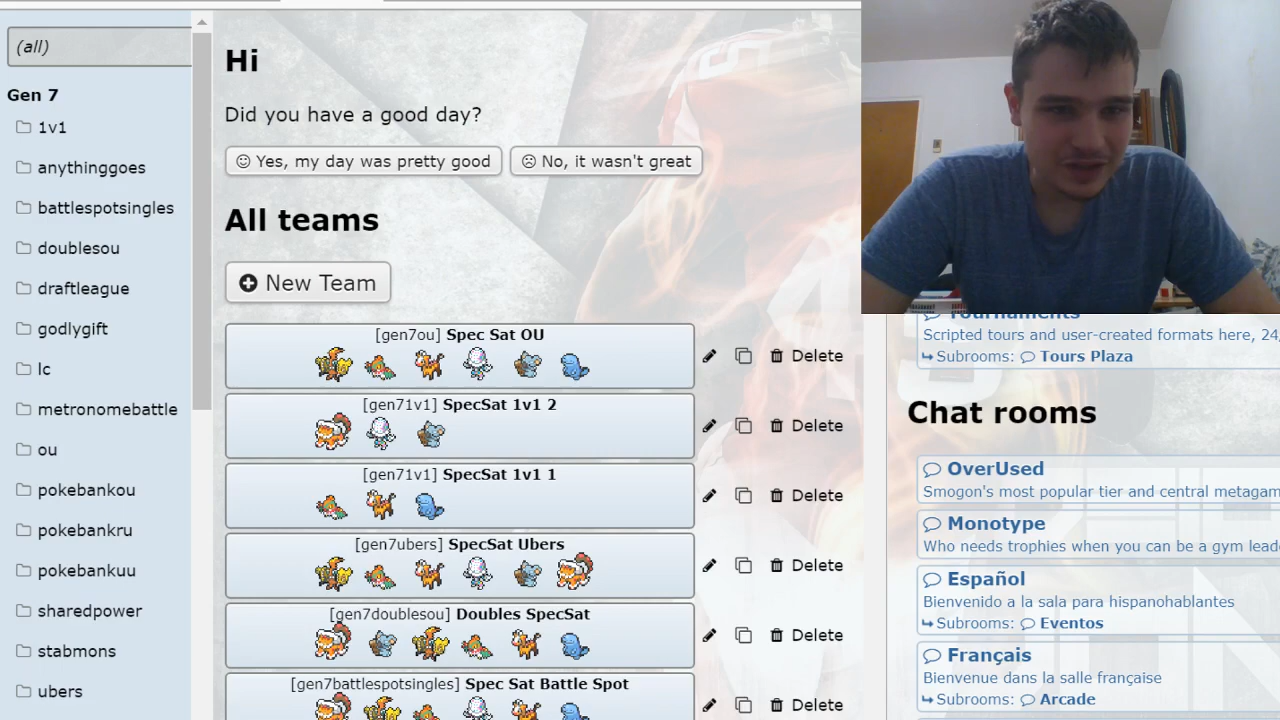 (all)
Gen 7
1v1
anythinggoes
battlespotsingles
doublesou
draftleague
godlygift
lc
metronomebattle
ou
pokebankou
pokebankru
pokebankuu
sharedpower
stabmons
ubers
Hi
Did you have a good day?
Yes, my day was pretty good
No, it wasn't great
All teams
New Team
[gen7ou] Spec Sat OU
Delete
[gen71v1] SpecSat 1v1 2
Delete
[gen71v1] SpecSat 1v1 1
Delete
[gen7ubers] SpecSat Ubers
Delete
[gen7doublesou] Doubles SpecSat
Delete
[gen7battlespotsingles] Spec Sat Battle Spot
Delete
Tournaments
Scripted tours and user-created formats here, 24
Subrooms: Tours Plaza
Chat rooms
OverUsed
Smogon's most popular tier and central metagam
Monotype
Who needs trophies when you can be a gym lead
Español
Bienvenido a la sala para hispanohablantes
Subrooms: Eventos
Français
Bienvenue dans la salle française
Subrooms: Arcade